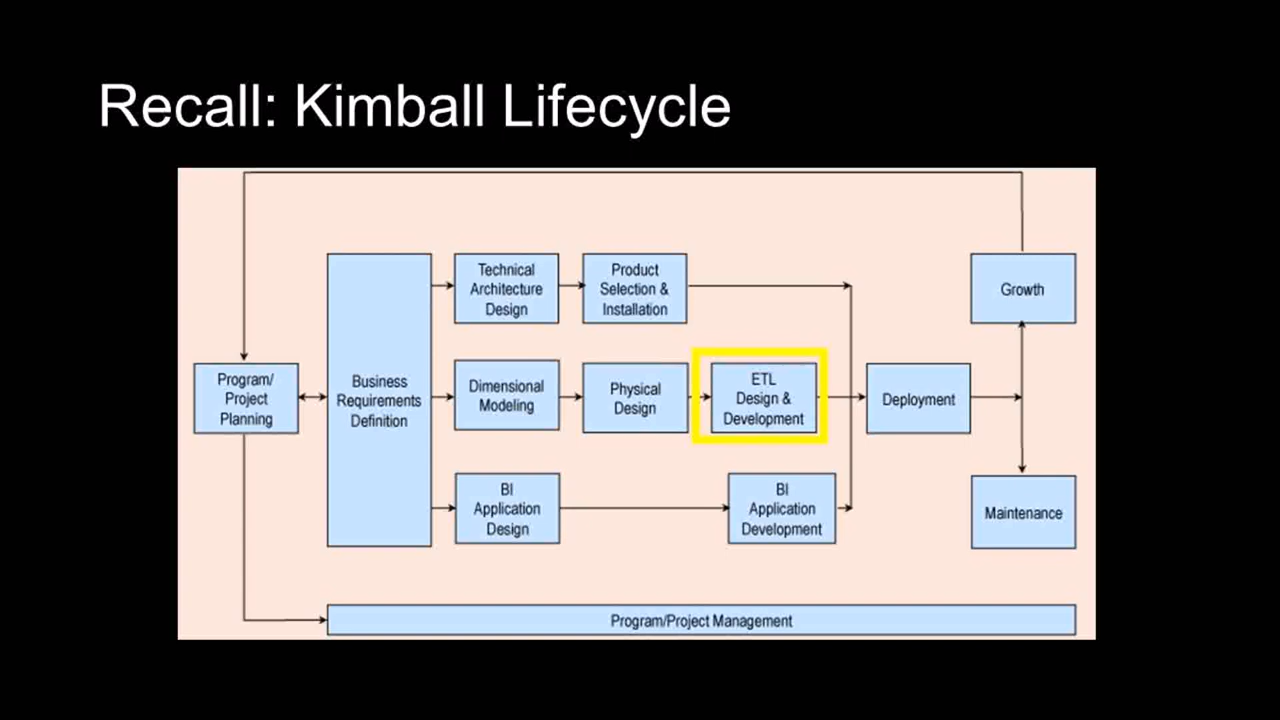 Recall: Kimball Lifecycle
Program/
Project
Planning
Business
Requirements
Definition
Technical
Architecture
Design
Product
Selection &
Installation
Dimensional
Modeling
Physical
Design
ETL
Design &
Development
BI
Application
Design
BI
Application
Development
Deployment
Growth
Maintenance
Program/Project Management